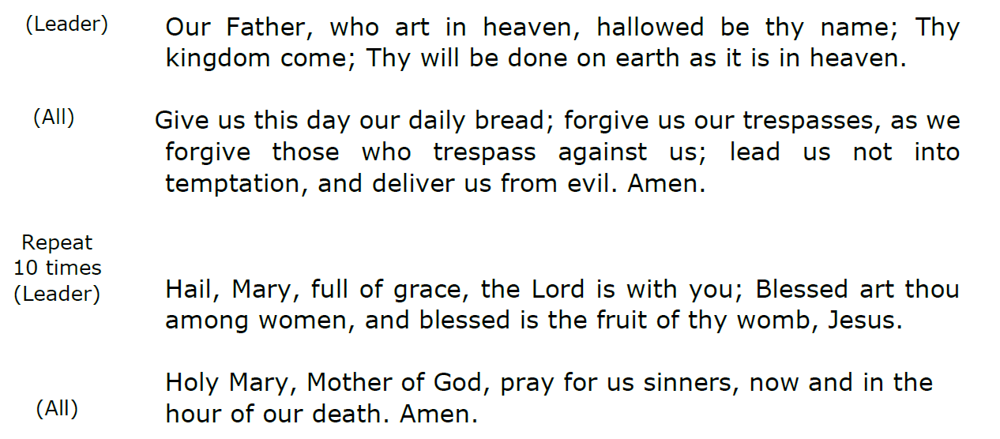 (Leader) Our Father, who art in heaven, hallowed be thy name; Thy
kingdom come; Thy will be done on earth as it is in heaven.
(All) Give us this day our daily bread; forgive us our trespasses, as we
forgive those who trespass against us; lead us not into
temptation, and deliver us from evil. Amen.
Repeat
10 times
(Leader) Hail, Mary, full of grace, the Lord is with you; Blessed art thou
among women, and blessed is the fruit of thy womb, Jesus.
Holy Mary, Mother of God, pray for us sinners, now and in the
(All) hour of our death. Amen.